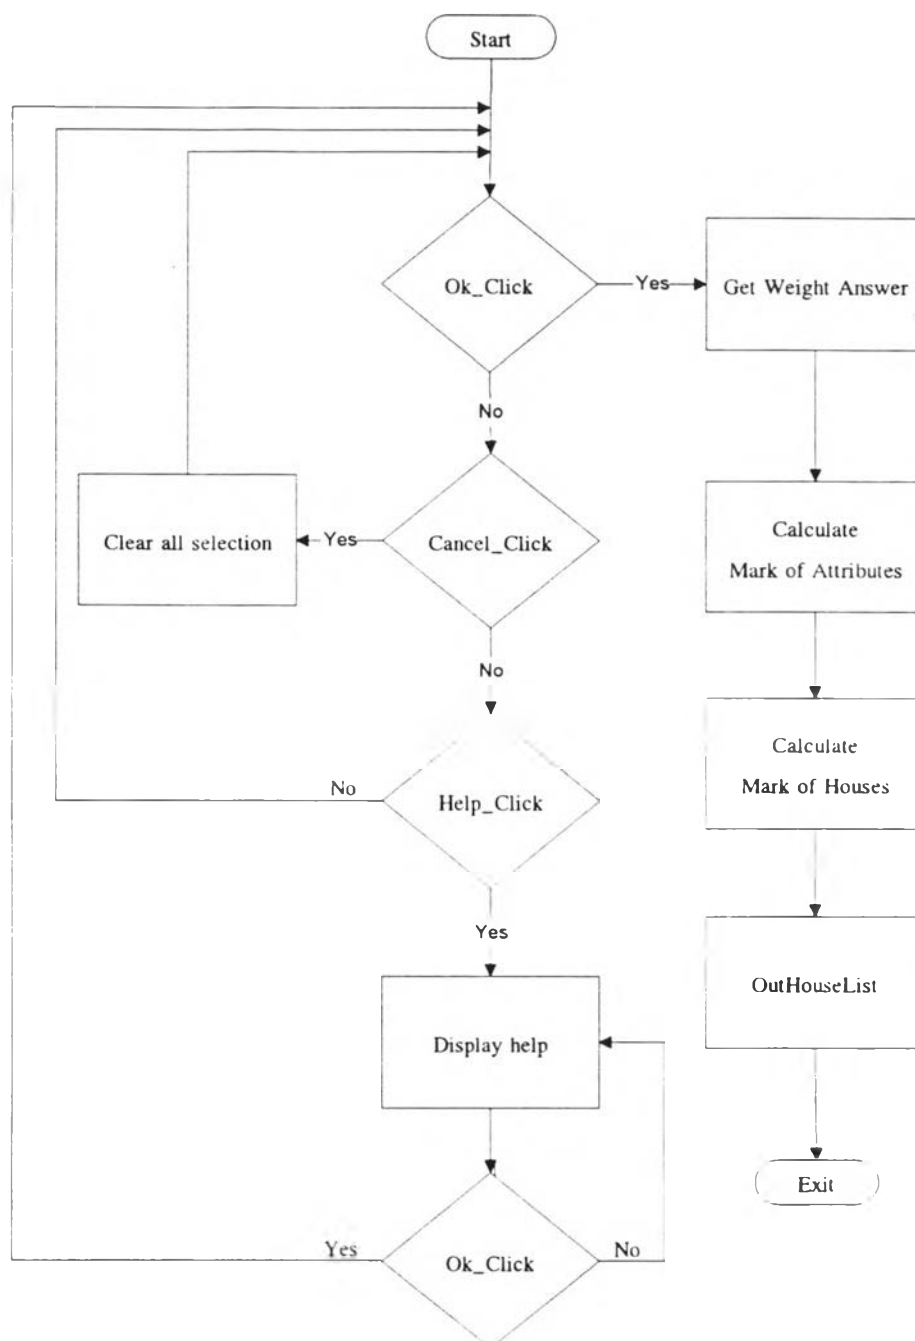 Start
Ok_Click
Yes
Get Weight Answer
No
Clear all selection
Yes
Cancel_Click
Calculate
Mark of Attributes
No
No
Help_Click
Calculate
Mark of Houses
Yes
Display help
OutHouseList
Exit
Yes
Ok_Click
No